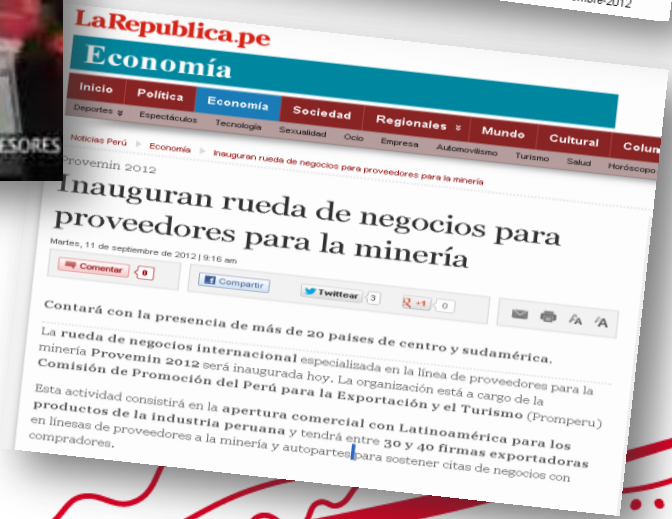 embre-2012
ESORES
LaRepublica.pe
Economía
Inicio Política Economía Sociedad Regionales Mundo Cultural Colum
Deportes Espectáculos Tecnología Sexualidad Ocio Empresa Automovilismo Turismo Salud Horóscopo
Noticias Perú Economía Inauguran rueda de negocios para proveedores para la minería
Provemin 2012
Inauguran rueda de negocios para
proveedores para la minería
Martes, 11 de septiembre de 2012 | 9:16 am
Comentar 0 Compartir Twittear 3 +1 0 A A
Contará con la presencia de más de 20 paises de centro y sudamérica.
La rueda de negocios internacional especializada en la línea de proveedores para la
minería Provemin 2012 será inaugurada hoy. La organización está a cargo de la
Comisión de Promoción del Perú para la Exportación y el Turismo (Promperu)
Esta actividad consistirá en la apertura comercial con Latinoamérica para los
productos de la industria peruana y tendrá entre 30 y 40 firmas exportadoras
en línesas de proveedores a la minería y autopartes para sostener citas de negocios con
compradores.